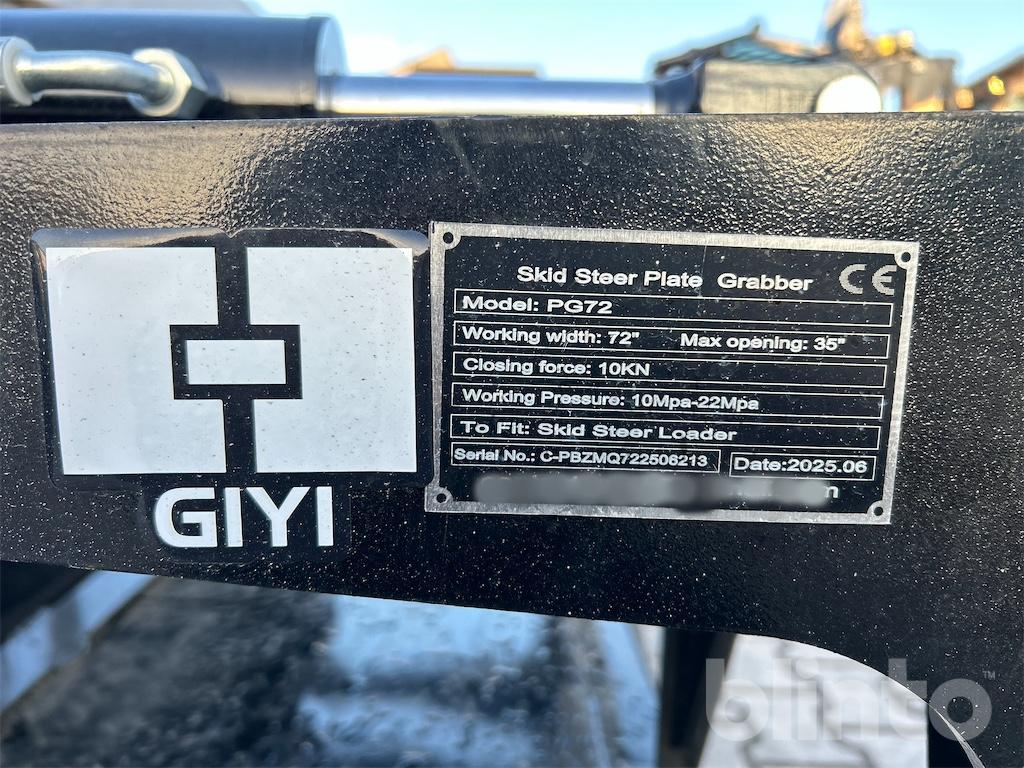 Skid Steer Plate Grabber CE
Model: PG72
Working width: 72" Max opening: 35"
Closing force: 10KN
Working Pressure: 10Mpa-22Mpa
To Fit: Skid Steer Loader
Serial No.: C-PBZMQ722506213 Date:2025.06
GIYI
blinto™